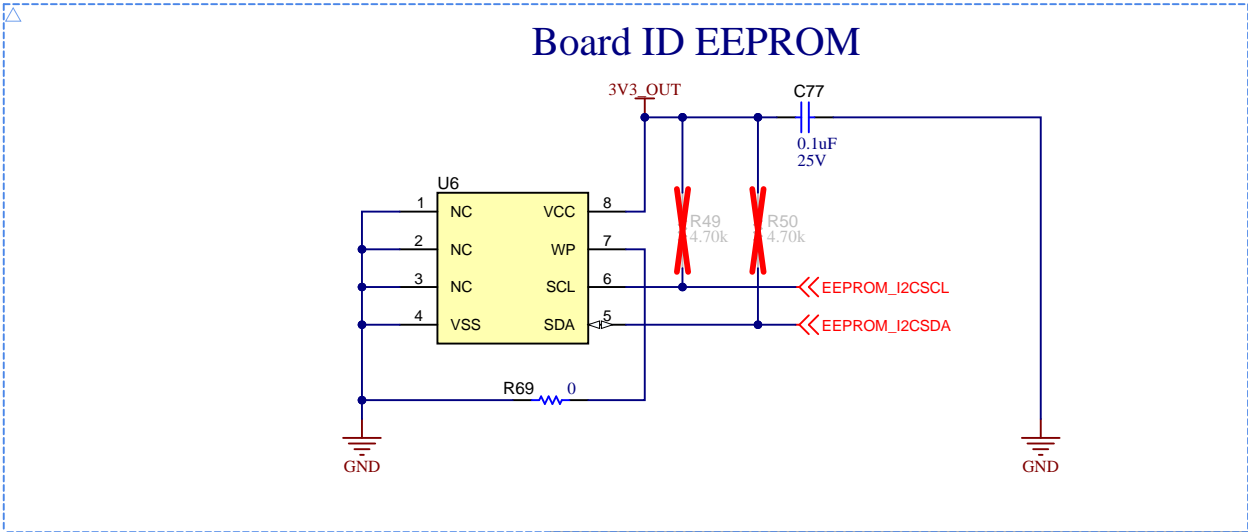 Board ID EEPROM
3V3_OUT
C77
0.1uF
25V
U6
1 NC VCC 8
2 NC WP 7
3 NC SCL 6
4 VSS SDA 5
R49
4.70k
R50
4.70k
EEPROM_I2CSCL
EEPROM_I2CSDA
R69 0
GND
GND